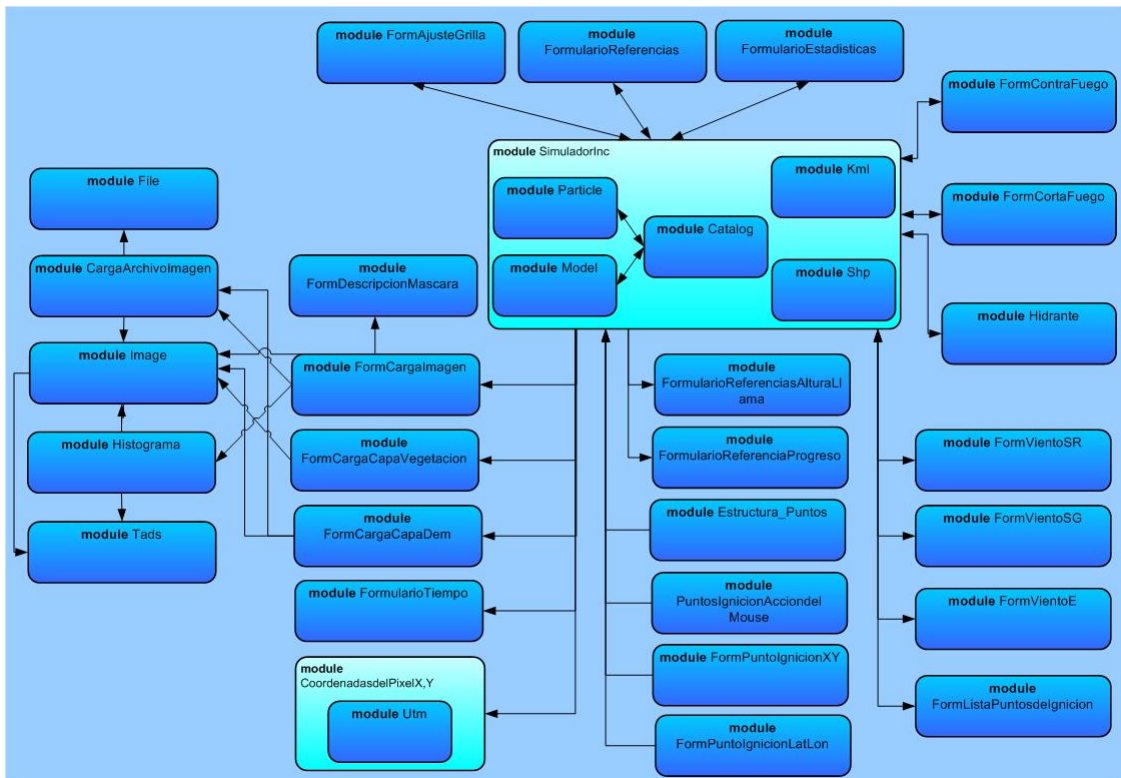 module FormAjusteGrilla
module
FormularioReferencias
module
FormularioEstadisticas
module FormContraFuego
module SimuladorInc
module Particle
module Kml
module File
module FormCortaFuego
module Catalog
module CargaArchivoImagen
module
FormDescripcionMascara
module Model
module Shp
module Hidrante
module Image
module FormCargaImagen
module
FormularioReferenciasAlturaLl
ama
module Histograma
module
FormCargaCapaVegetacion
module
FormularioReferenciaProgreso
module FormVientoSR
module Tads
module
FormCargaCapaDem
module Estructura_Puntos
module FormVientoSG
module FormularioTiempo
module
PuntosIgnicionAcciondel
Mouse
module FormVientoE
module
CoordenadasdelPixelX,Y
module Utm
module FormPuntoIgnicionXY
module
FormListaPuntosdeIgnicion
module
FormPuntoIgnicionLatLon